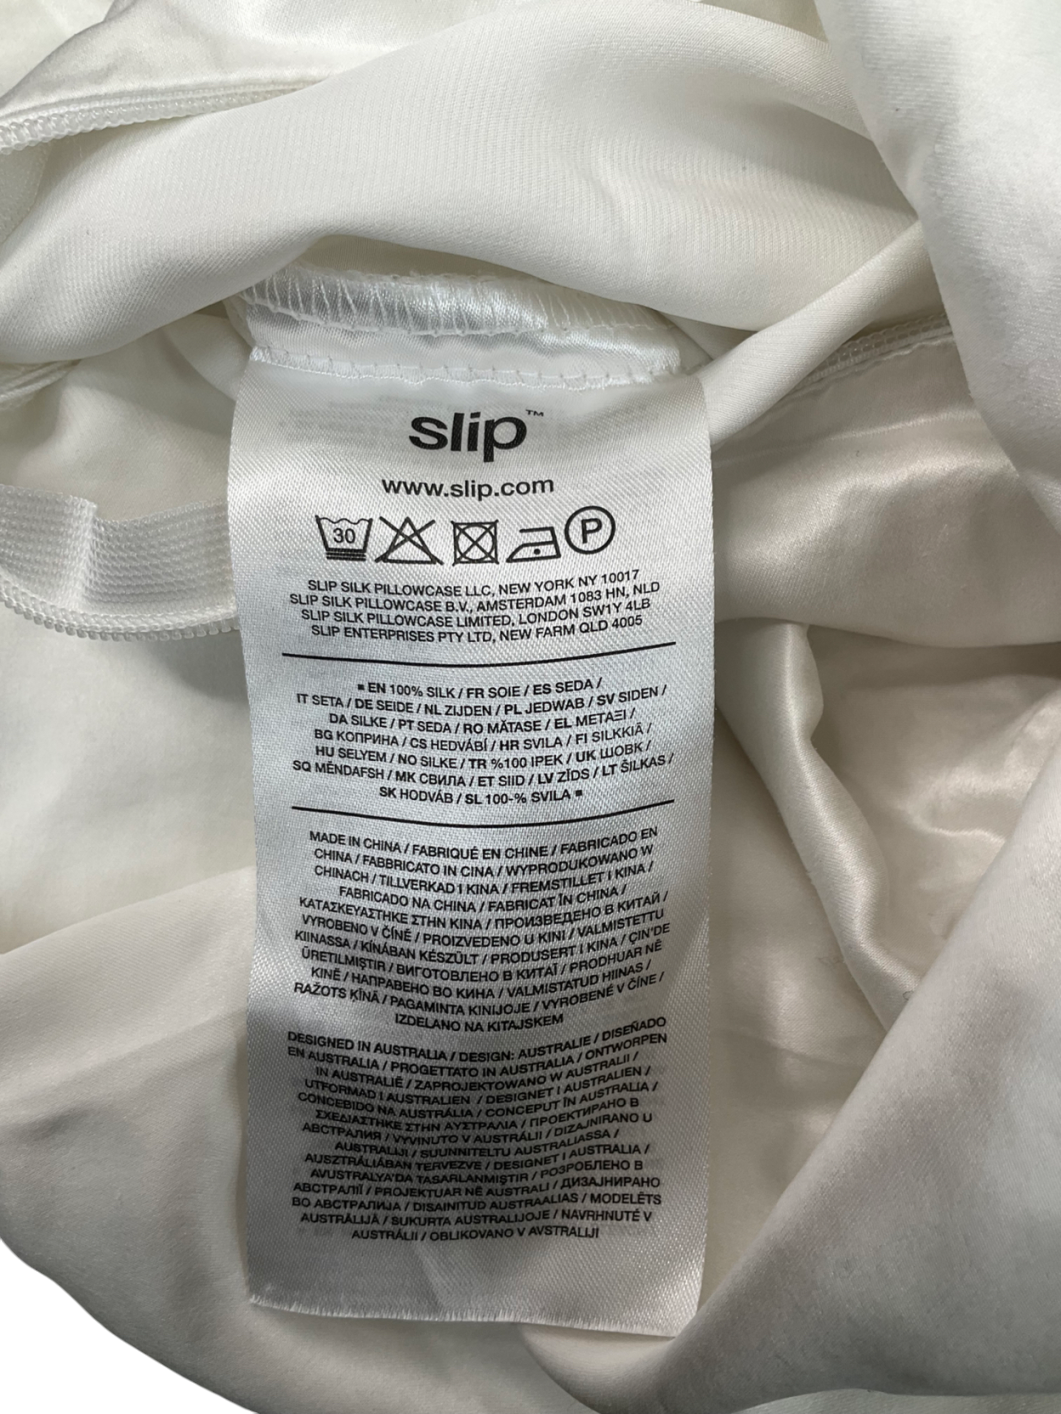 slip™
www.slip.com
30 P
SLIP SILK PILLOWCASE LLC, NEW YORK NY 10017
SLIP SILK PILLOWCASE B.V., AMSTERDAM 1083 HN, NLD
SLIP SILK PILLOWCASE LIMITED, LONDON SW1Y 4LB
SLIP ENTERPRISES PTY LTD, NEW FARM QLD 4005
▪ EN 100% SILK / FR SOIE / ES SEDA /
IT SETA / DE SEIDE / NL ZIJDEN / PL JEDWAB / SV SIDEN /
DA SILKE / PT SEDA / RO MĂTASE / EL ΜΕΤΑΞΙ /
BG КОПРИНА / CS HEDVÁBÍ / HR SVILA / FI SILKKIÄ /
HU SELYEM / NO SILKE / TR %100 IPEK / UK ШОВК /
SQ MËNDAFSH / MK СВИЛА / ET SIID / LV ZĪDS / LT ŠILKAS /
SK HODVÁB / SL 100-% SVILA ▪
MADE IN CHINA / FABRIQUÉ EN CHINE / FABRICADO EN
CHINA / FABBRICATO IN CINA / WYPRODUKOWANO W
CHINACH / TILLVERKAD I KINA / FREMSTILLET I KINA /
FABRICADO NA CHINA / FABRICAT ÎN CHINA /
ΚΑΤΑΣΚΕΥΑΣΤΗΚΕ ΣΤΗΝ ΚΙΝΑ / ПРОИЗВЕДЕНО В КИТАЙ /
VYROBENO V ČÍNĚ / PROIZVEDENO U KINI / VALMISTETTU
KIINASSA / KÍNÁBAN KÉSZÜLT / PRODUSERT I KINA / ÇIN'DE
ÜRETILMIŞTIR / ВИГОТОВЛЕНО В КИТАЇ / PRODHUAR NË
KINË / НАПРАВЕНО ВО КИНА / VALMISTATUD HIINAS /
RAŽOTS ĶĪNĀ / PAGAMINTA KINIJOJE / VYROBENÉ V ČÍNE /
IZDELANO NA KITAJSKEM
DESIGNED IN AUSTRALIA / DESIGN: AUSTRALIE / DISEÑADO
EN AUSTRALIA / PROGETTATO IN AUSTRALIA / ONTWORPEN
IN AUSTRALIË / ZAPROJEKTOWANO W AUSTRALII /
UTFORMAD I AUSTRALIEN / DESIGNET I AUSTRALIEN /
CONCEBIDO NA AUSTRÁLIA / CONCEPUT ÎN AUSTRALIA /
ΣΧΕΔΙΑΣΤΗΚΕ ΣΤΗΝ ΑΥΣΤΡΑΛΙΑ / ПРОЕКТИРАНО В
АВСТРАЛИЯ / VYVINUTO V AUSTRÁLII / DIZAJNIRANO U
AUSTRALIJI / SUUNNITELTU AUSTRALIASSA /
AUSZTRÁLIÁBAN TERVEZVE / DESIGNET I AUSTRALIA /
AVUSTRALYA'DA TASARLANMIŞTIR / РОЗРОБЛЕНО В
АВСТРАЛІЇ / PROJEKTUAR NË AUSTRALI / ДИЗАЈНИРАНО
ВО АВСТРАЛИЈА / DISAINITUD AUSTRAALIAS / MODELĒTS
AUSTRĀLIJĀ / SUKURTA AUSTRALIJOJE / NAVRHNUTÉ V
AUSTRÁLII / OBLIKOVANO V AVSTRALIJI